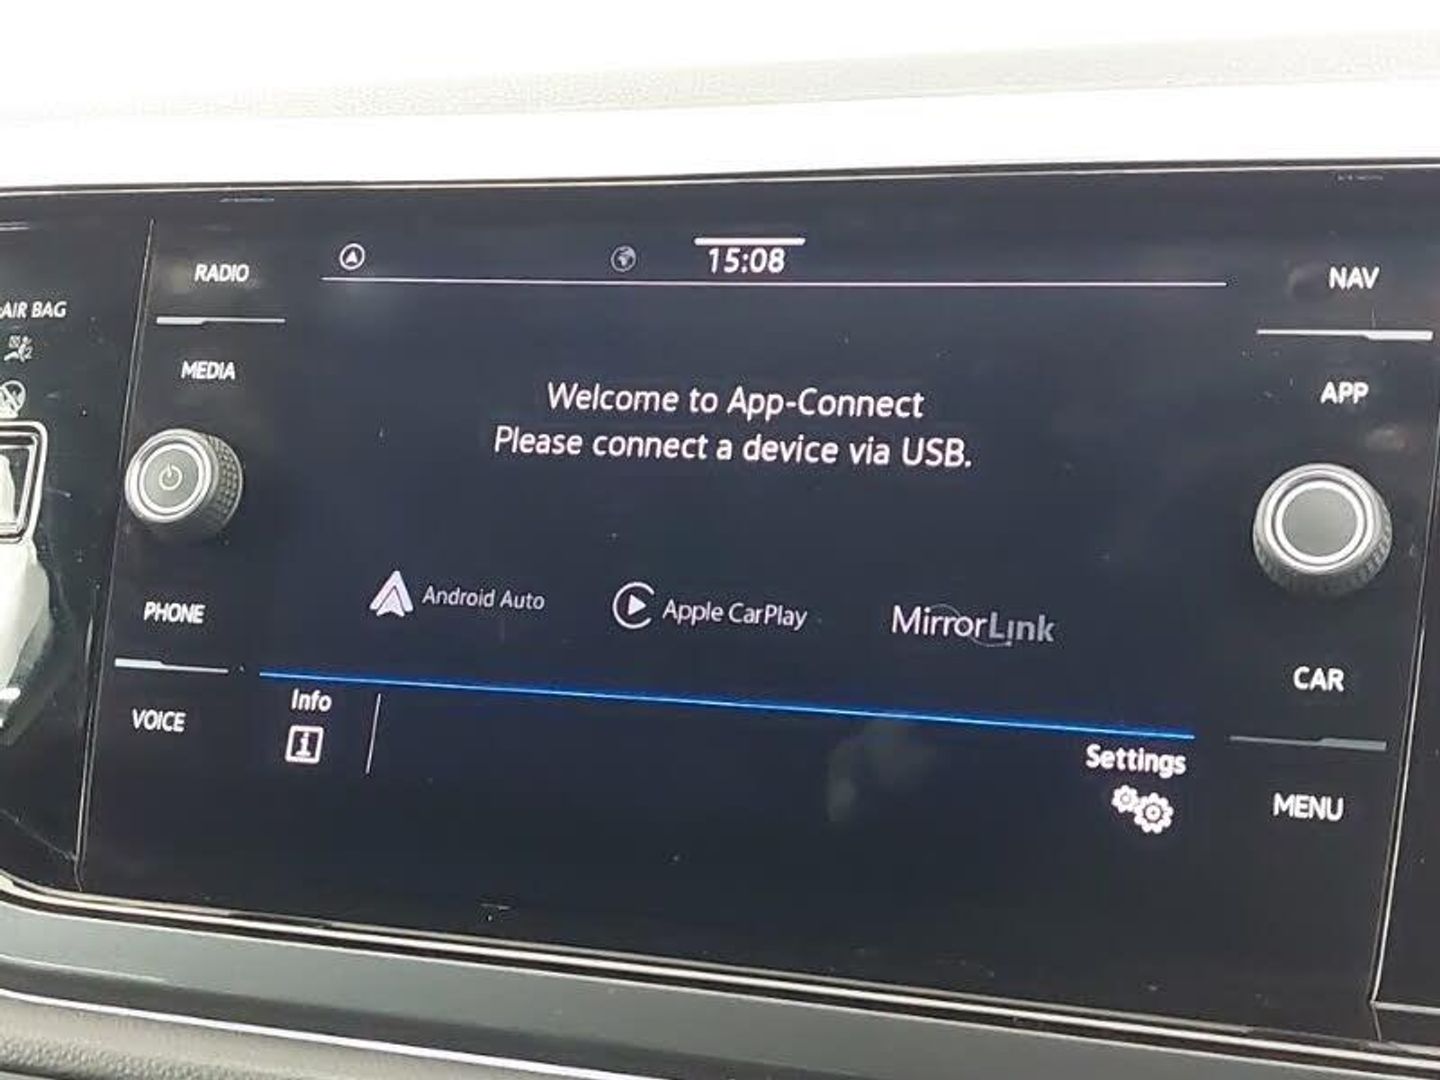 15:08
RADIO
NAV
AIR BAG
MEDIA
APP
Welcome to App-Connect
Please connect a device via USB.
Android Auto
Apple CarPlay
MirrorLink
PHONE
CAR
VOICE
Info
Settings
MENU